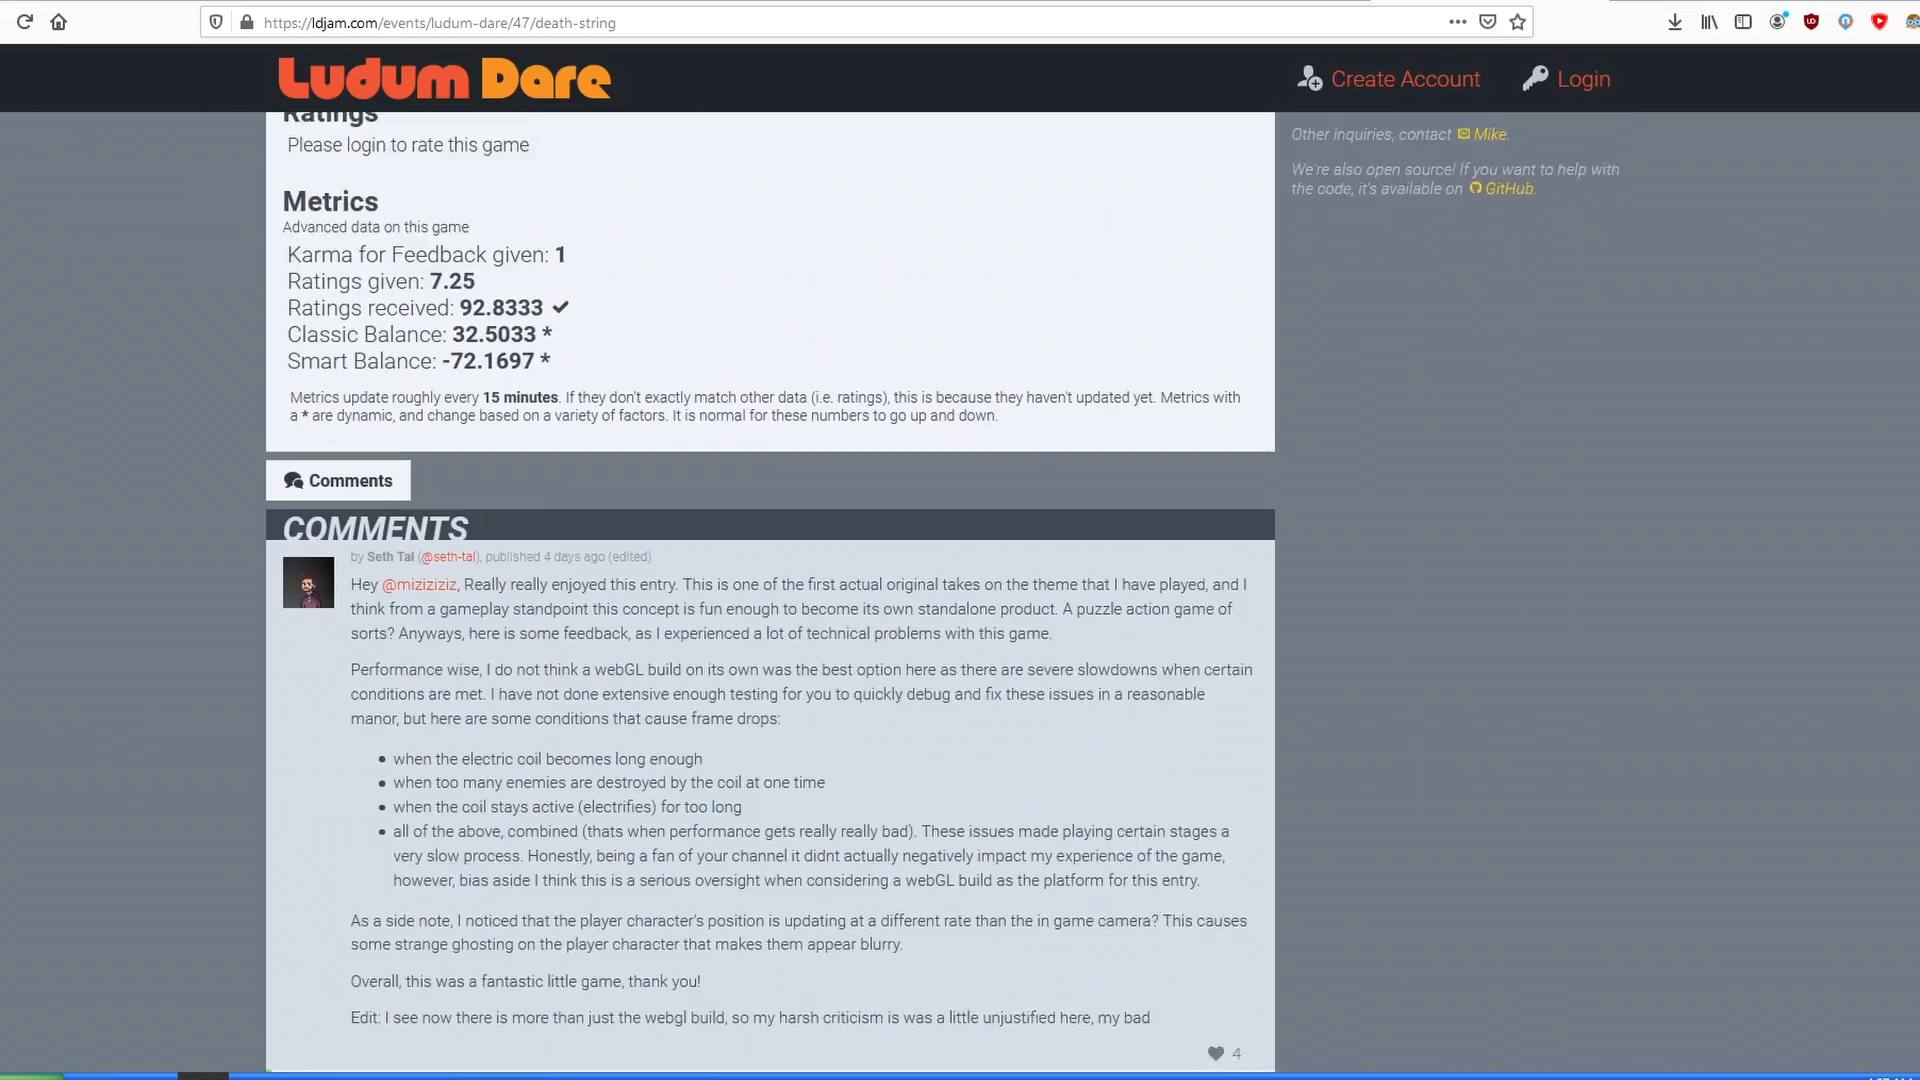 https://ldjam.com/events/ludum-dare/47/death-string
Ludum Dare
Create Account
Login
Ratings
Please login to rate this game
Other inquiries, contact Mike.
We're also open source! If you want to help with
the code, it's available on GitHub.
Metrics
Advanced data on this game
Karma for Feedback given: 1
Ratings given: 7.25
Ratings received: 92.8333 ✔
Classic Balance: 32.5033 *
Smart Balance: -72.1697 *
Metrics update roughly every 15 minutes. If they don't exactly match other data (i.e. ratings), this is because they haven't updated yet. Metrics with
a * are dynamic, and change based on a variety of factors. It is normal for these numbers to go up and down.
Comments
COMMENTS
by Seth Tal (@seth-tal), published 4 days ago (edited)
Hey @miziziziz, Really really enjoyed this entry. This is one of the first actual original takes on the theme that I have played, and I
think from a gameplay standpoint this concept is fun enough to become its own standalone product. A puzzle action game of
sorts? Anyways, here is some feedback, as I experienced a lot of technical problems with this game.
Performance wise, I do not think a webGL build on its own was the best option here as there are severe slowdowns when certain
conditions are met. I have not done extensive enough testing for you to quickly debug and fix these issues in a reasonable
manor, but here are some conditions that cause frame drops:
• when the electric coil becomes long enough
• when too many enemies are destroyed by the coil at one time
• when the coil stays active (electrifies) for too long
• all of the above, combined (thats when performance gets really really bad). These issues made playing certain stages a
very slow process. Honestly, being a fan of your channel it didnt actually negatively impact my experience of the game,
however, bias aside I think this is a serious oversight when considering a webGL build as the platform for this entry.
As a side note, I noticed that the player character's position is updating at a different rate than the in game camera? This causes
some strange ghosting on the player character that makes them appear blurry.
Overall, this was a fantastic little game, thank you!
Edit: I see now there is more than just the webgl build, so my harsh criticism is was a little unjustified here, my bad
4